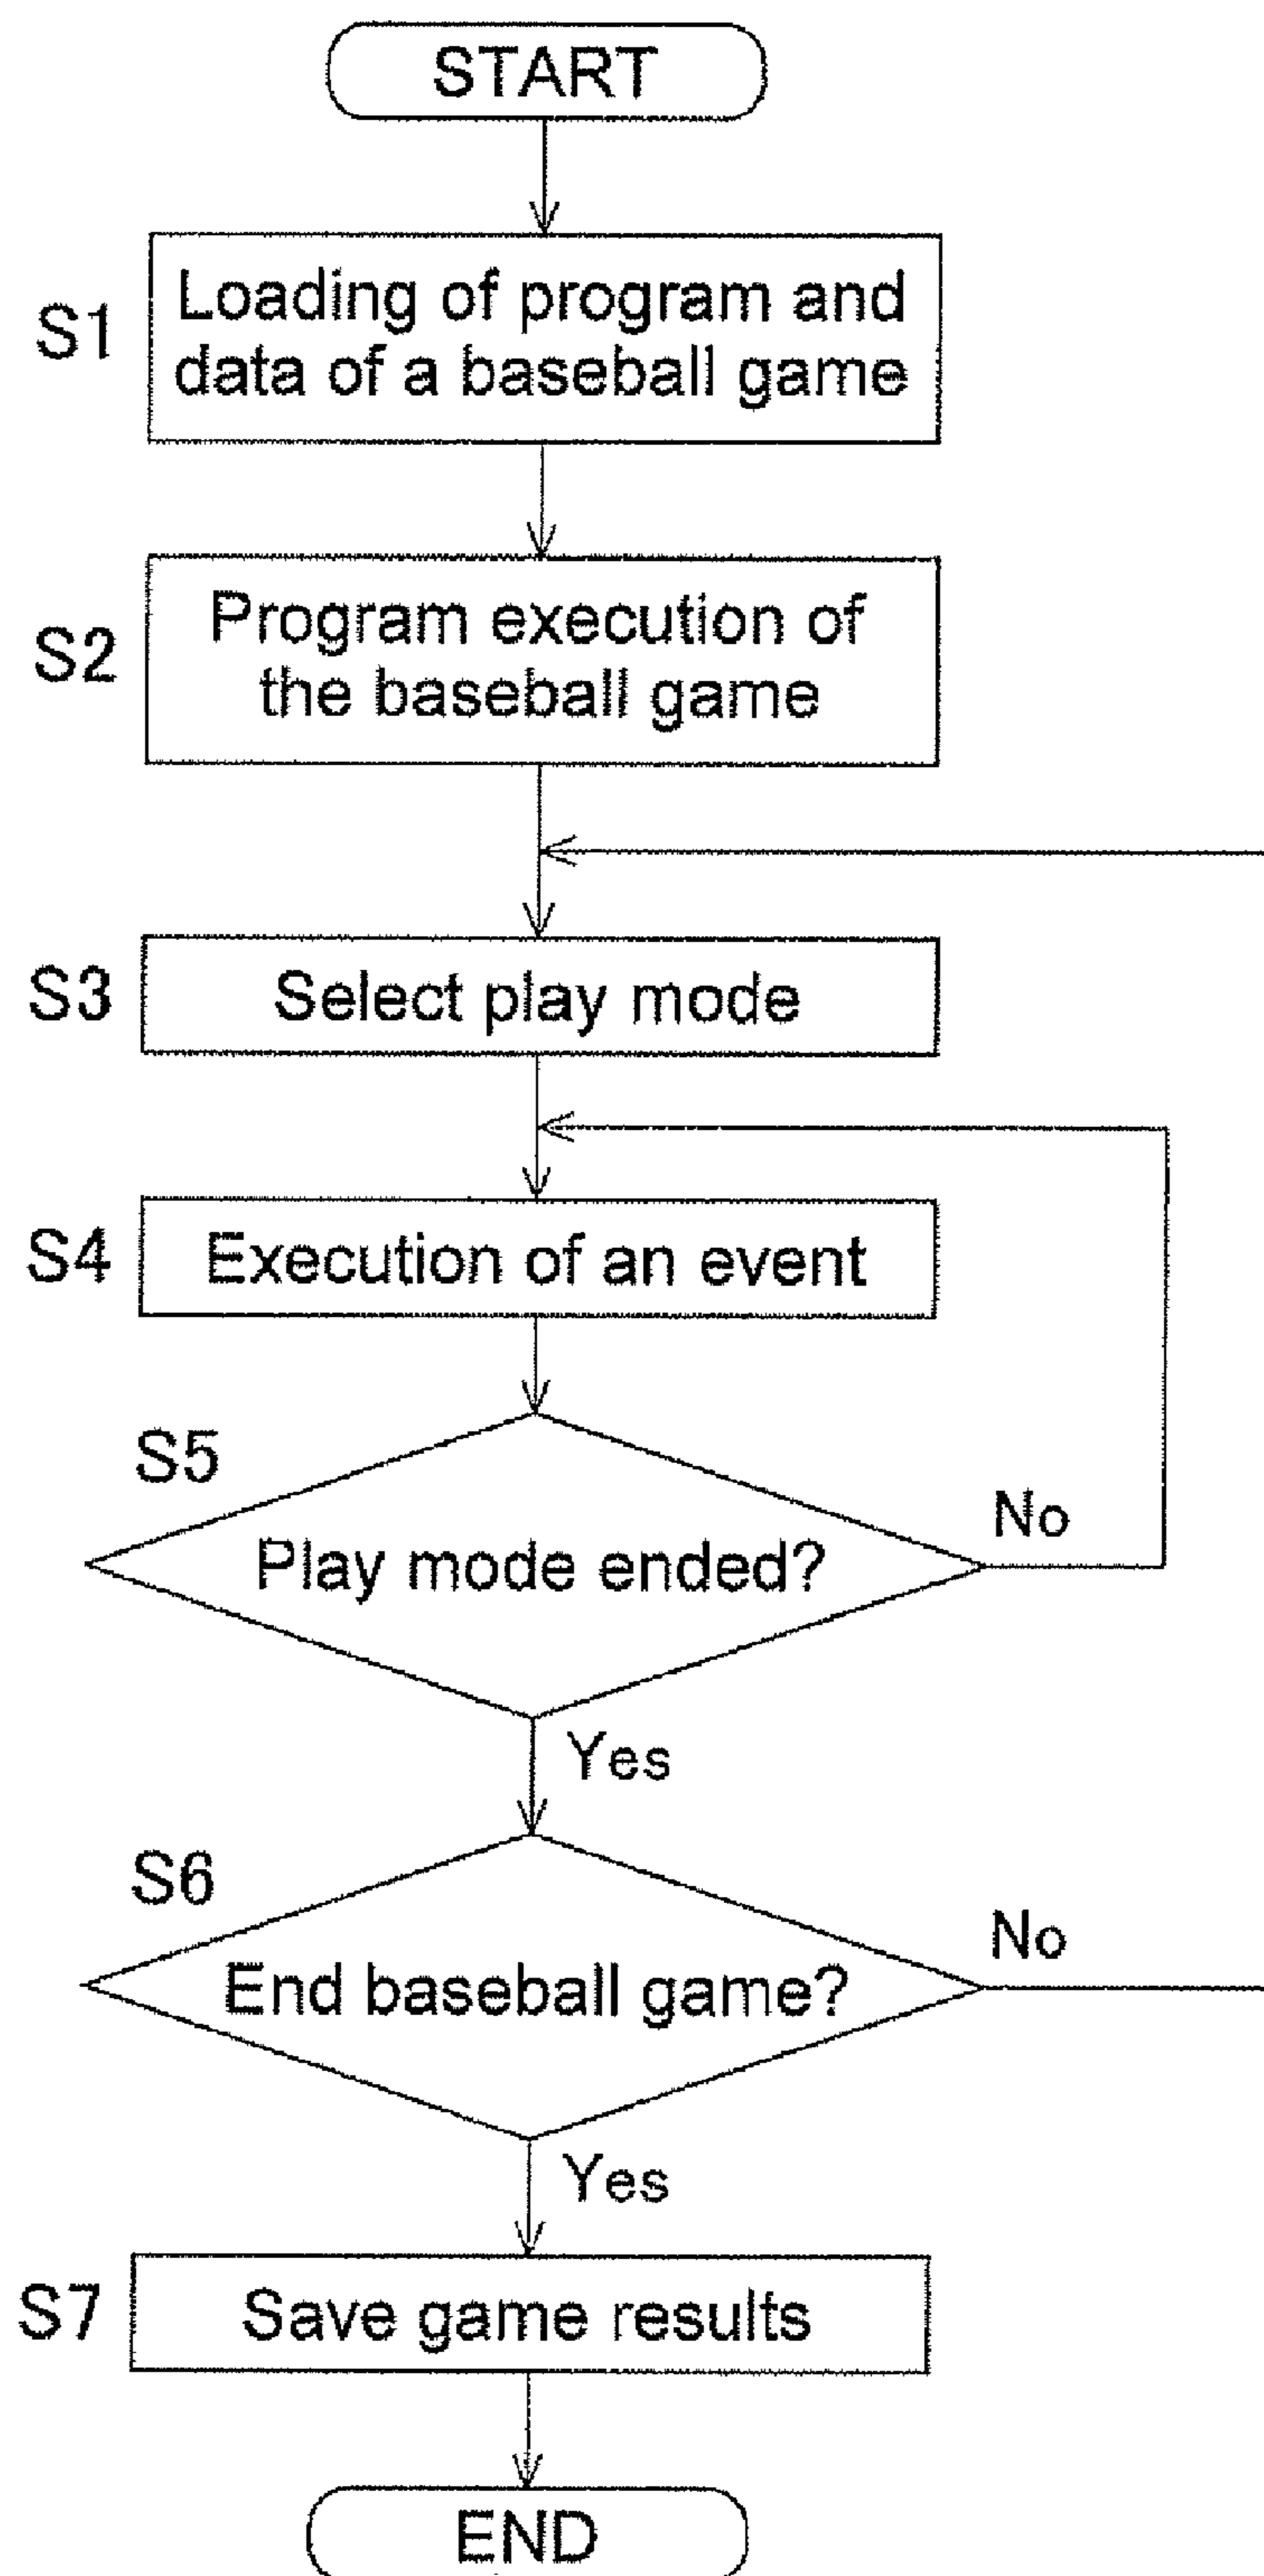 START
S1
Loading of program and
data of a baseball game
S2
Program execution of
the baseball game
S3
Select play mode
S4
Execution of an event
S5
Play mode ended?
No
Yes
S6
End baseball game?
No
Yes
S7
Save game results
END